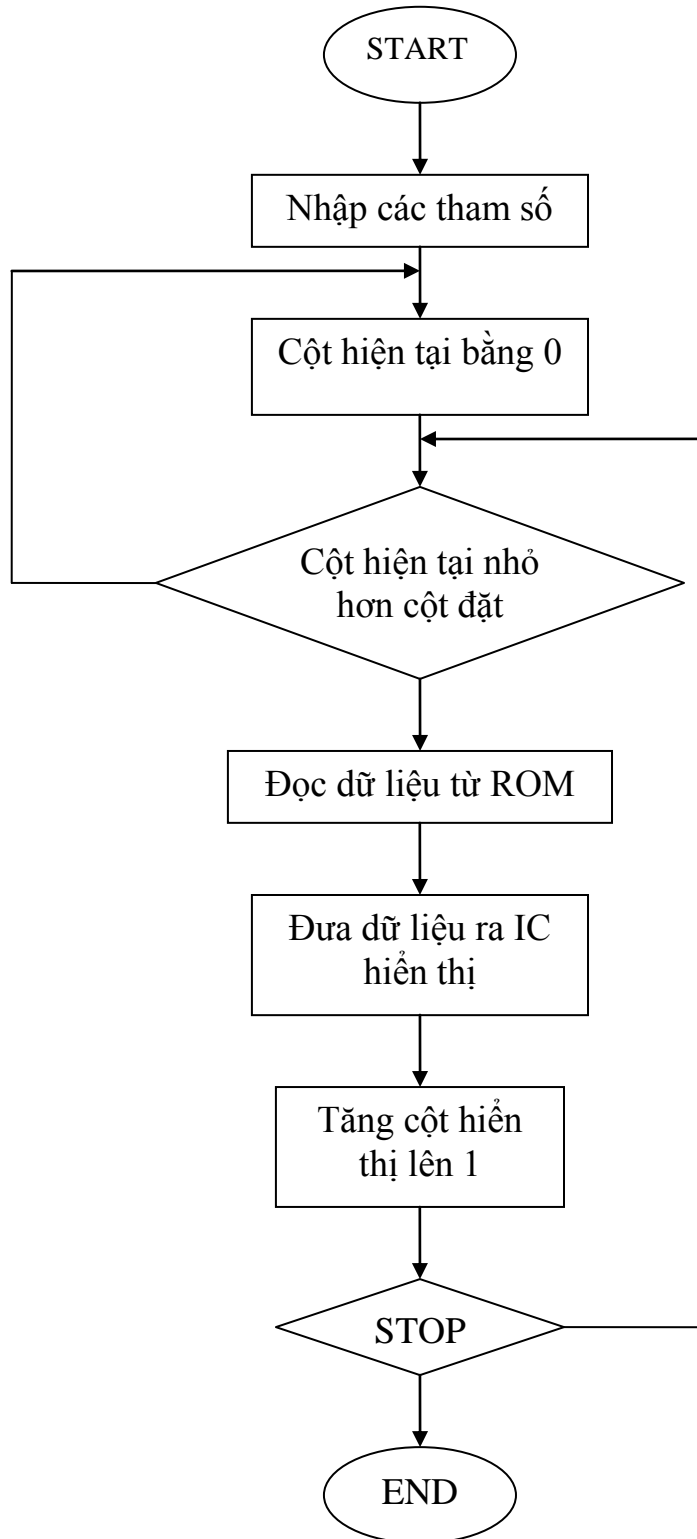 START
Nhập các tham số
Cột hiện tại bằng 0
Cột hiện tại nhỏ
hơn cột đặt
Đọc dữ liệu từ ROM
Đưa dữ liệu ra IC
hiển thị
Tăng cột hiển
thị lên 1
STOP
END